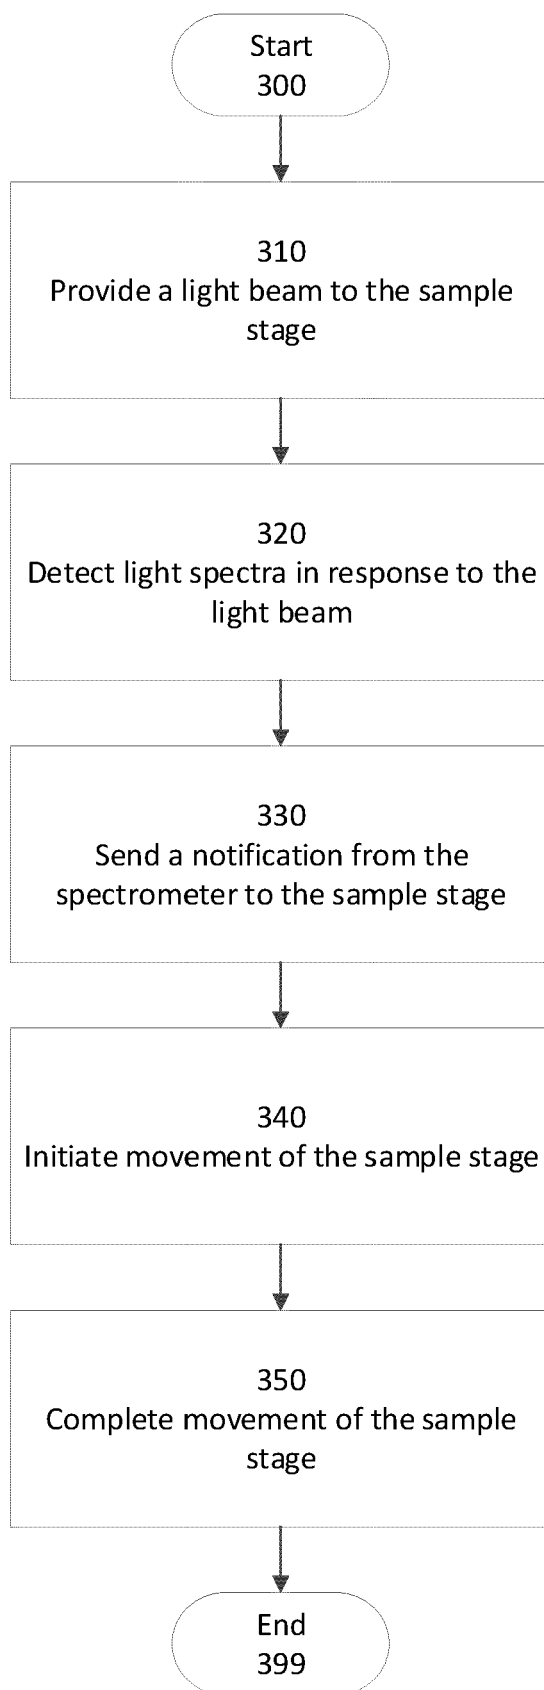 Start
300
310
Provide a light beam to the sample
stage
320
Detect light spectra in response to the
light beam
330
Send a notification from the
spectrometer to the sample stage
340
Initiate movement of the sample stage
350
Complete movement of the sample
stage
End
399